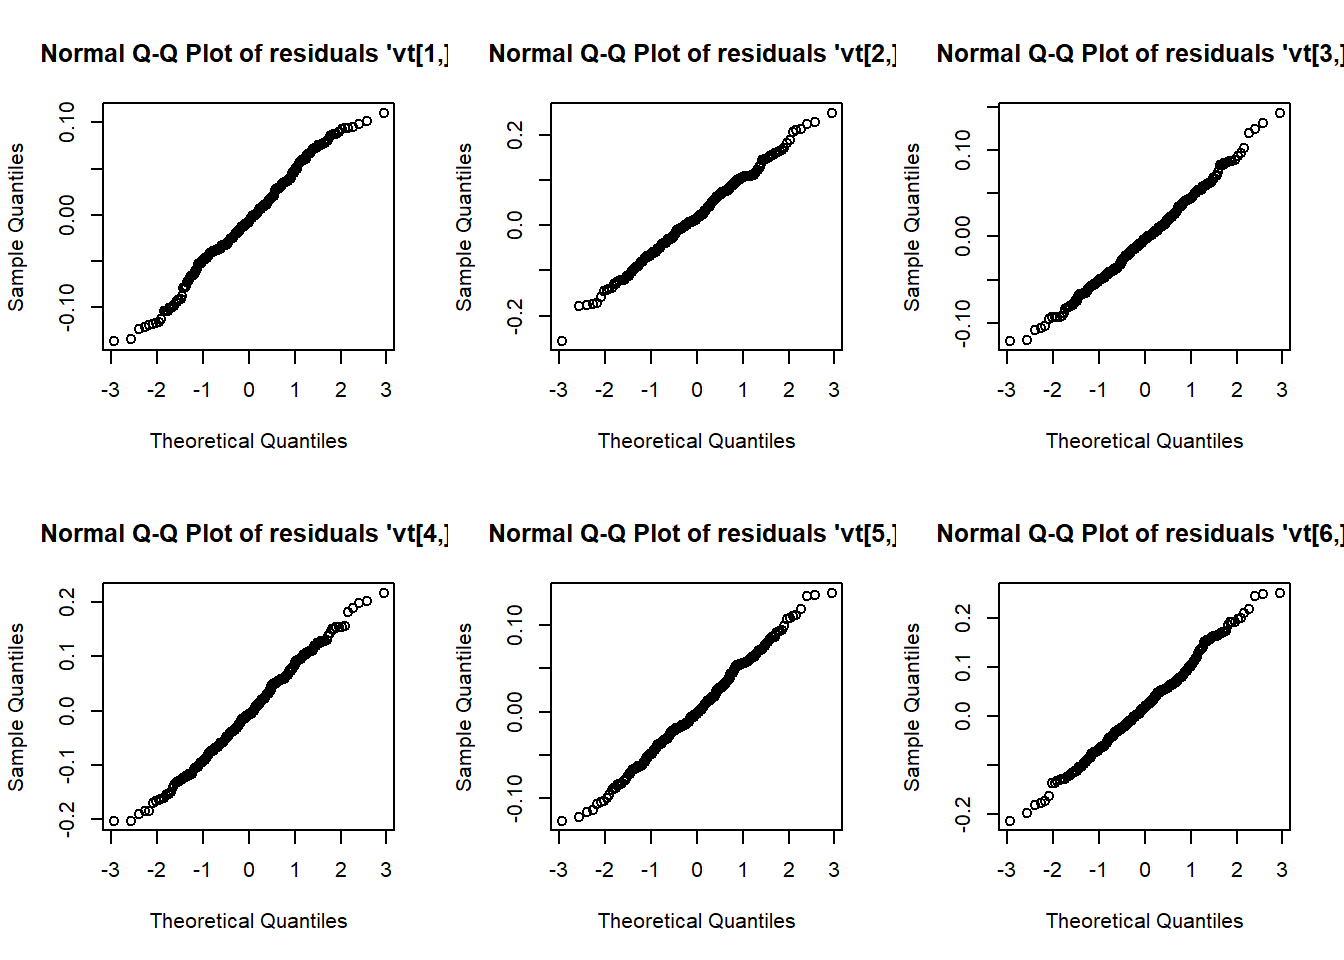 Normal Q-Q Plot of residuals 'vt[1,]
Sample Quantiles
0.10
0.00
-0.10
-3 -2 -1 0 1 2 3
Theoretical Quantiles
Normal Q-Q Plot of residuals 'vt[2,]
Sample Quantiles
0.2
0.0
-0.2
-3 -2 -1 0 1 2 3
Theoretical Quantiles
Normal Q-Q Plot of residuals 'vt[3,]
Sample Quantiles
0.10
0.00
-0.10
-3 -2 -1 0 1 2 3
Theoretical Quantiles
Normal Q-Q Plot of residuals 'vt[4,]
Sample Quantiles
0.2
0.1
0.0
-0.1
-0.2
-3 -2 -1 0 1 2 3
Theoretical Quantiles
Normal Q-Q Plot of residuals 'vt[5,]
Sample Quantiles
0.10
0.00
-0.10
-3 -2 -1 0 1 2 3
Theoretical Quantiles
Normal Q-Q Plot of residuals 'vt[6,]
Sample Quantiles
0.2
0.1
0.0
-0.2
-3 -2 -1 0 1 2 3
Theoretical Quantiles